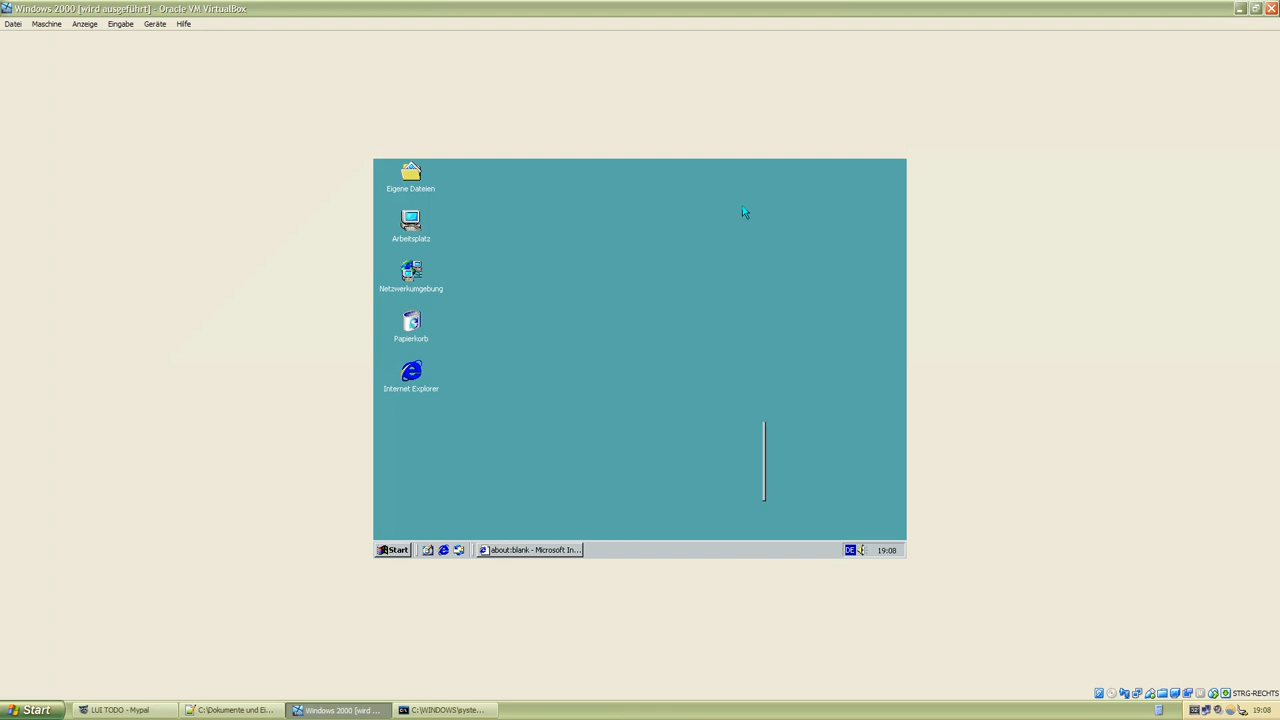 Windows 2000 [wird ausgeführt] - Oracle VM VirtualBox
Datei Maschine Anzeige Eingabe Geräte Hilfe
Eigene Dateien
Arbeitsplatz
Netzwerkumgebung
Papierkorb
Internet Explorer
Start about:blank - Microsoft In... DE 19:08
STRG-RECHTS
Start LUI TODO - Mypal C:\Dokumente und Ei... Windows 2000 [wird ... C:\WINDOWS\syste... 19:08